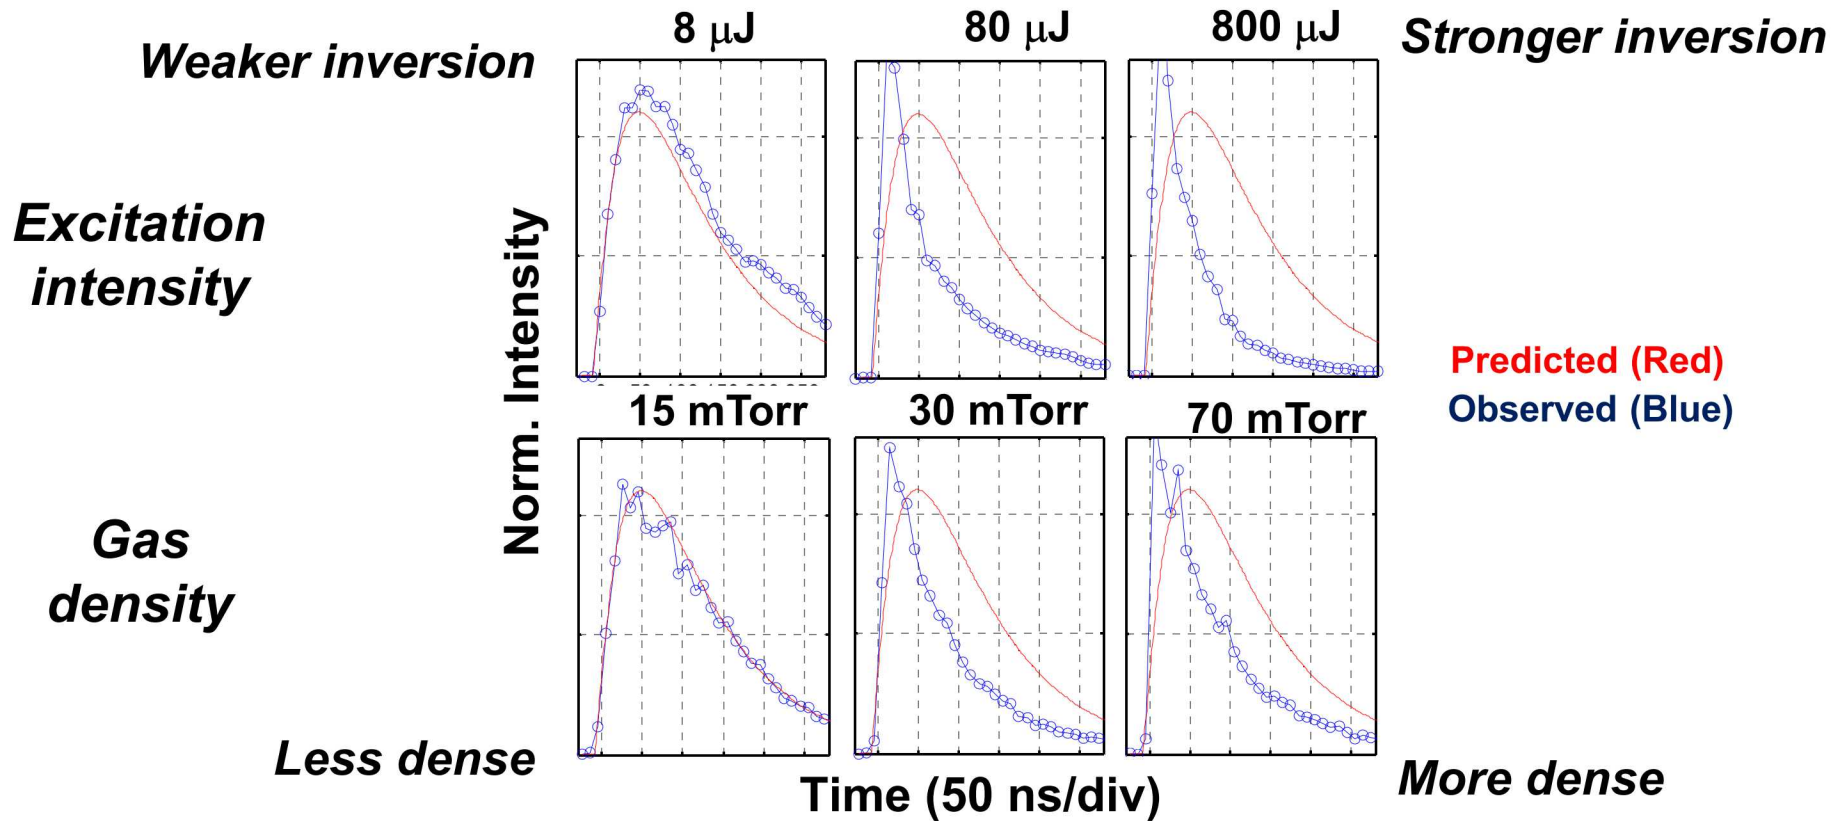 8 μJ
80 μJ
800 μJ
Stronger inversion
Weaker inversion
Excitation
intensity
Norm. Intensity
Predicted (Red)
Observed (Blue)
15 mTorr
30 mTorr
70 mTorr
Gas
density
Less dense
More dense
Time (50 ns/div)